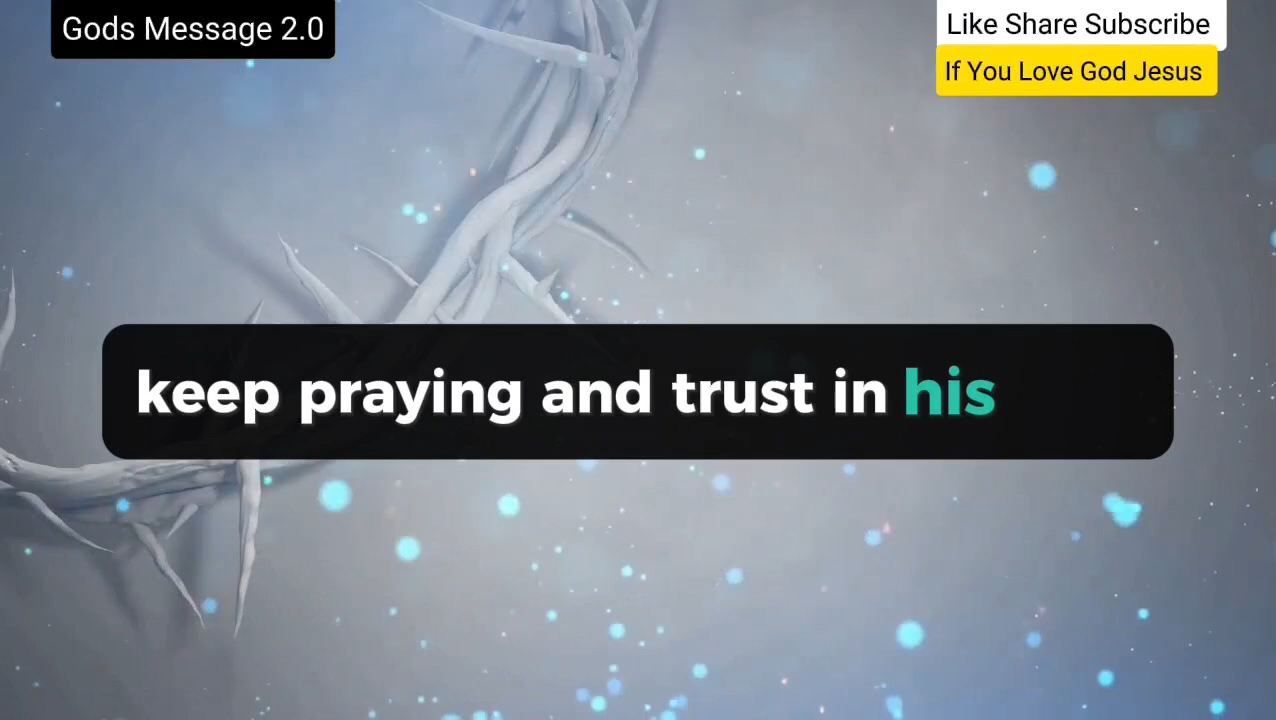 Gods Message 2.0
Like Share Subscribe
If You Love God Jesus
keep praying and trust in his